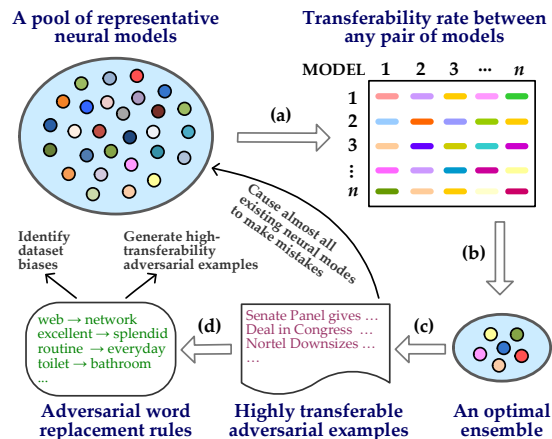 A pool of representative
neural models
Transferability rate between
any pair of models
MODEL 1 2 3 ··· n
1
2
3
⋮
n
(a)
Cause almost all
existing neural modes
to make mistakes
(b)
Identify
dataset
biases
Generate high-
transferability
adversarial examples
web → network
excellent → splendid
routine → everyday
toilet → bathroom
...
(d)
Senate Panel gives ...
Deal in Congress ...
Nortel Downsizes ...
...
(c)
Adversarial word
replacement rules
Highly transferable
adversarial examples
An optimal
ensemble